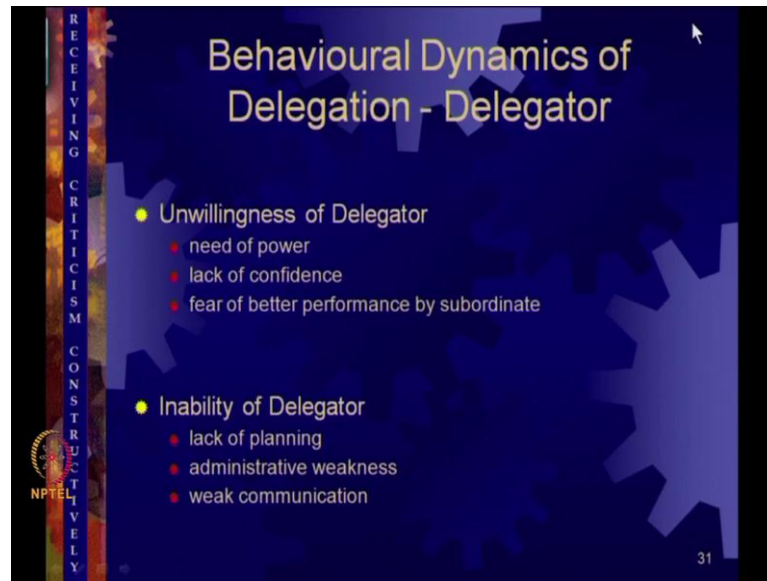 RECEIVING CRITICISM CONSTRUCTIVELY
Behavioural Dynamics of
Delegation - Delegator
Unwillingness of Delegator
need of power
lack of confidence
fear of better performance by subordinate
Inability of Delegator
lack of planning
administrative weakness
weak communication
NPTEL
31